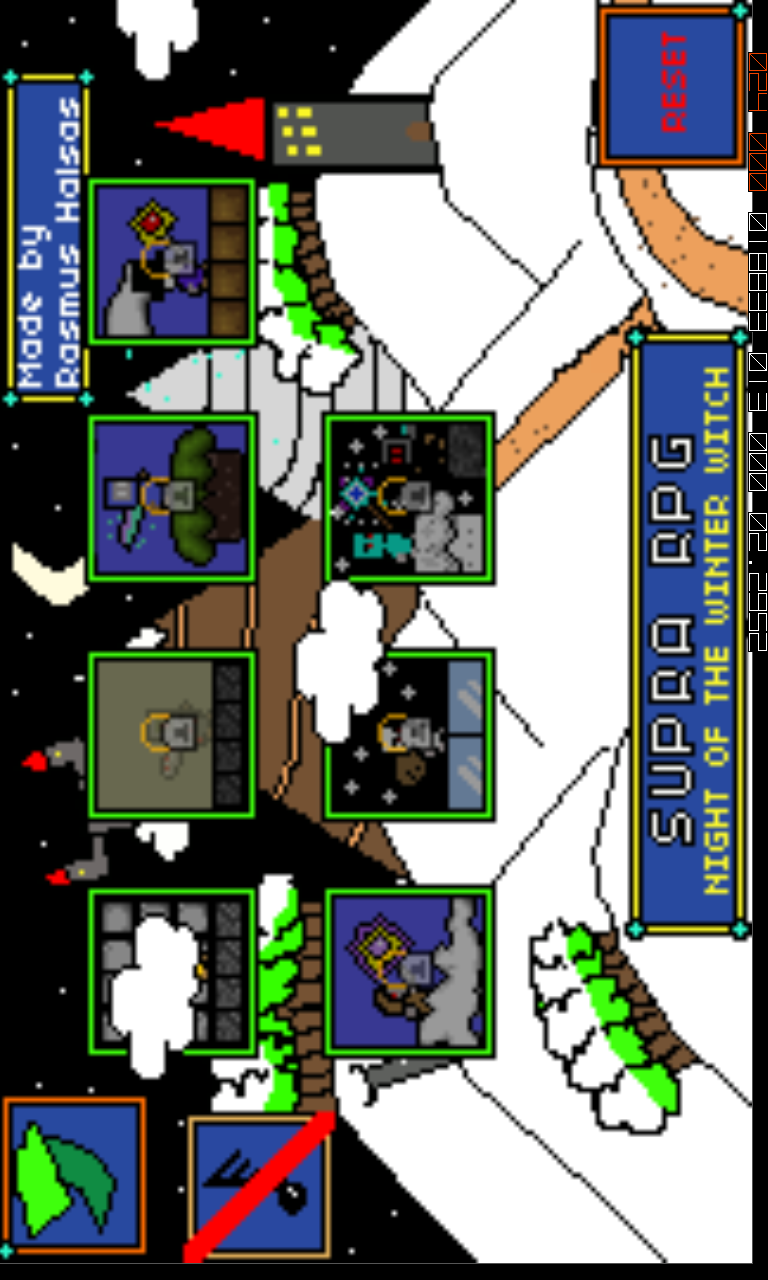 Made by
Rasmus Halsas
SUPRA RPG
NIGHT OF THE WINTER WITCH
RESET